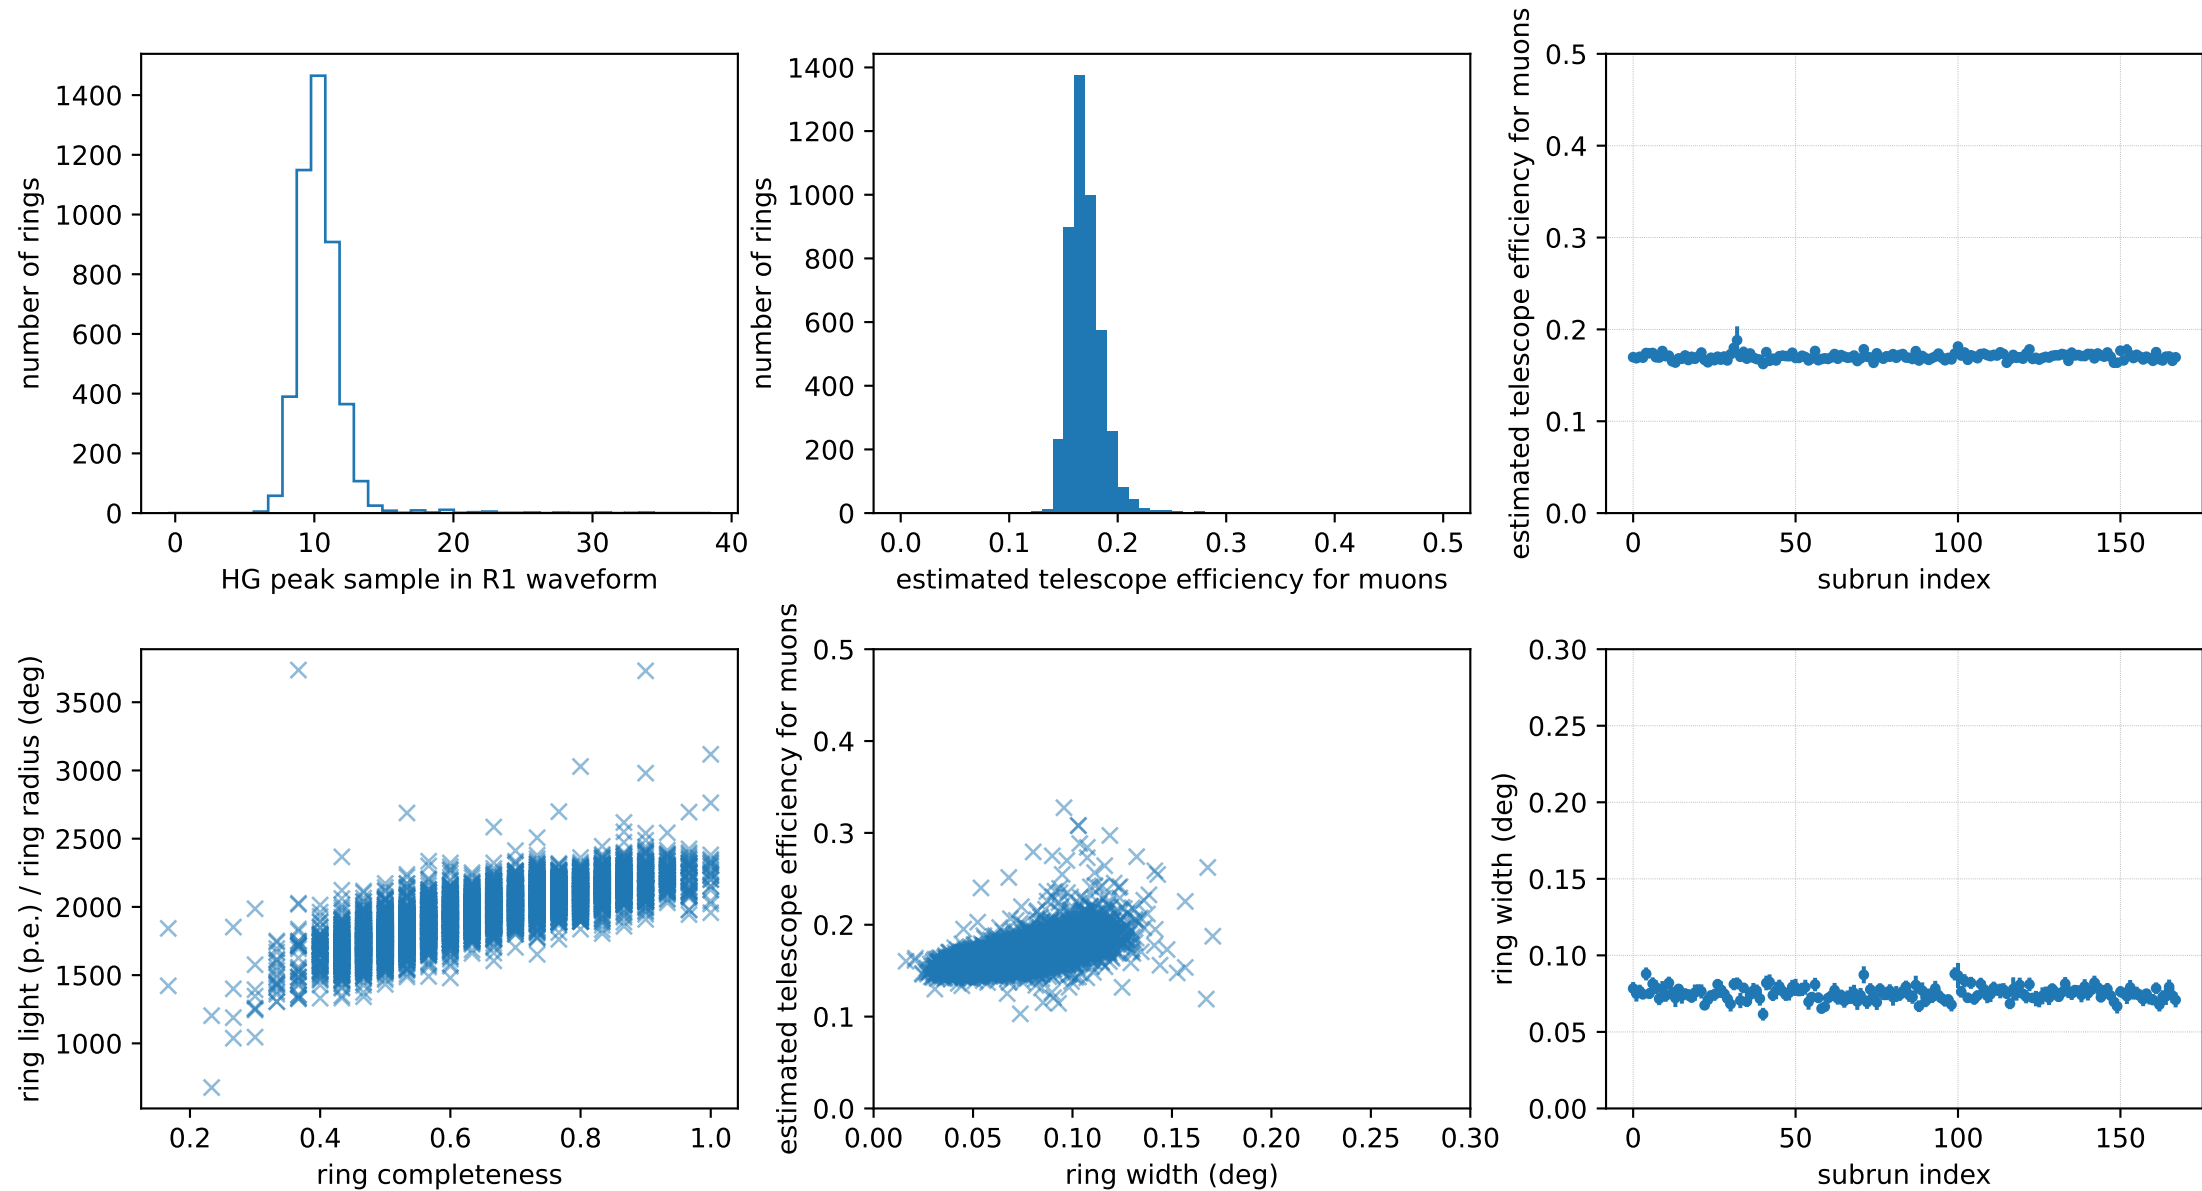 number of rings
1400
1200
1000
800
600
400
200
0
0 10 20 30 40
HG peak sample in R1 waveform
number of rings
1400
1200
1000
800
600
400
200
0
0.0 0.1 0.2 0.3 0.4 0.5
estimated telescope efficiency for muons
estimated telescope efficiency for muons
0.5
0.4
0.3
0.2
0.1
0.0
0 50 100 150
subrun index
ring light (p.e.) / ring radius (deg)
3500
3000
2500
2000
1500
1000
0.2 0.4 0.6 0.8 1.0
ring completeness
estimated telescope efficiency for muons
0.5
0.4
0.3
0.2
0.1
0.0
0.00 0.05 0.10 0.15 0.20 0.25 0.30
ring width (deg)
ring width (deg)
0.30
0.25
0.20
0.15
0.10
0.05
0.00
0 50 100 150
subrun index